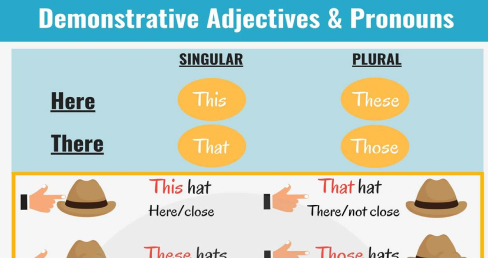 Demonstrative Adjectives & Pronouns
SINGULAR PLURAL
Here This These
There That Those
This hat That hat
Here/close There/not close
These hats Those hats